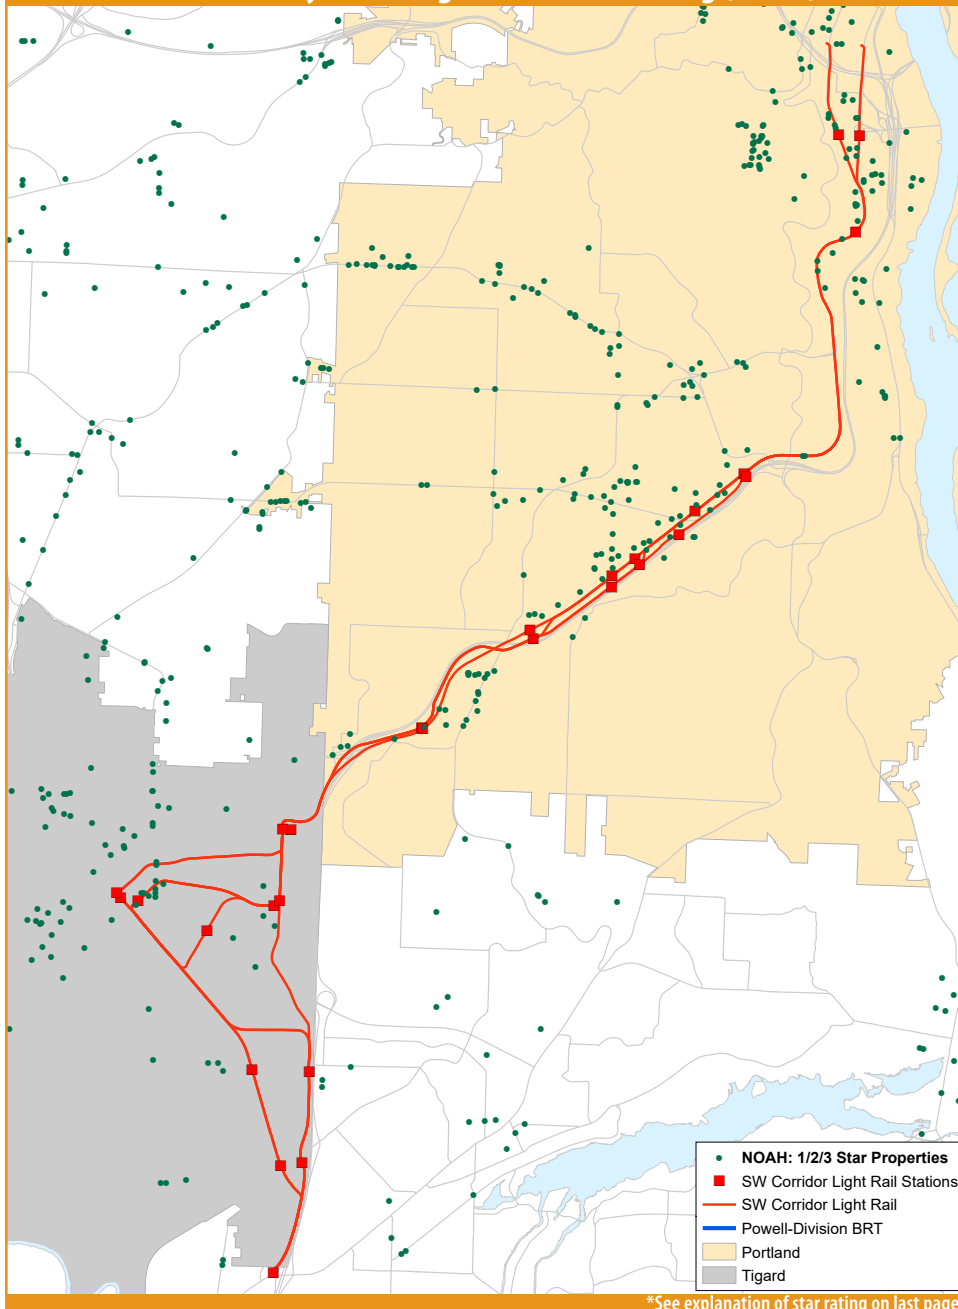 NOAH: 1/2/3 Star Properties
SW Corridor Light Rail Stations
SW Corridor Light Rail
Powell-Division BRT
Portland
Tigard
*See explanation of star rating on last page